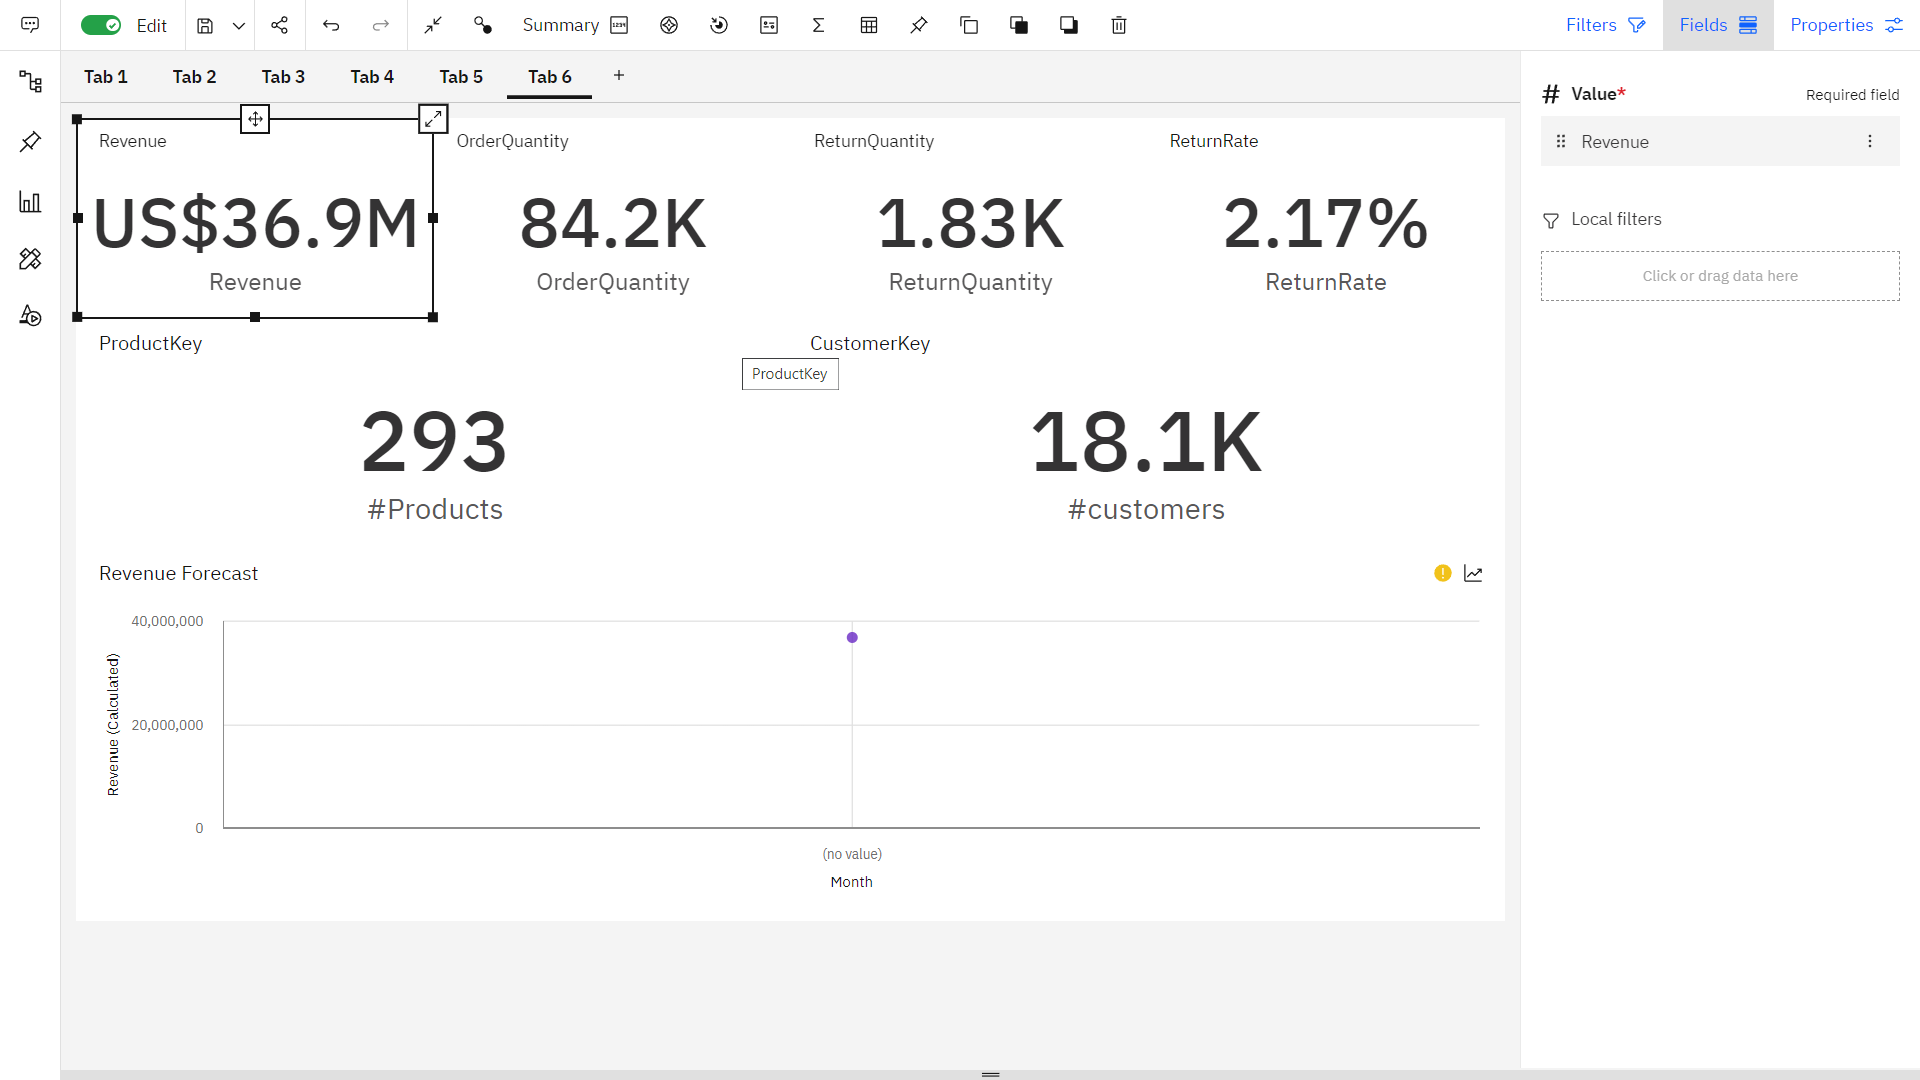 Edit
Summary
Filters
Fields
Properties
Tab 1
Tab 2
Tab 3
Tab 4
Tab 5
Tab 6
+
# Value*
Required field
Revenue
Local filters
Click or drag data here
Revenue
US$36.9M
Revenue
OrderQuantity
84.2K
OrderQuantity
ReturnQuantity
1.83K
ReturnQuantity
ReturnRate
2.17%
ReturnRate
ProductKey
293
#Products
CustomerKey
ProductKey
18.1K
#customers
Revenue Forecast
Revenue (Calculated)
40,000,000
20,000,000
0
(no value)
Month